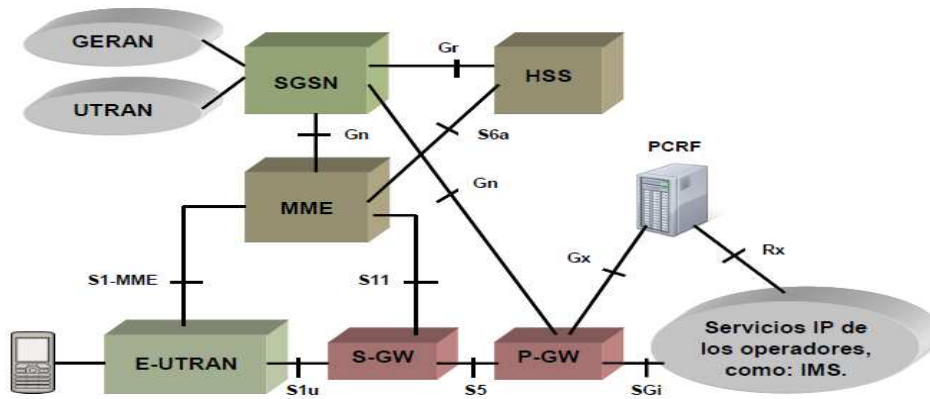 GERAN
UTRAN
SGSN
Gr
HSS
Gn
S6a
PCRF
MME
Gn
Gx
Rx
S1-MME
S11
E-UTRAN
S1u
S-GW
S5
P-GW
SGi
Servicios IP de
los operadores,
como: IMS.